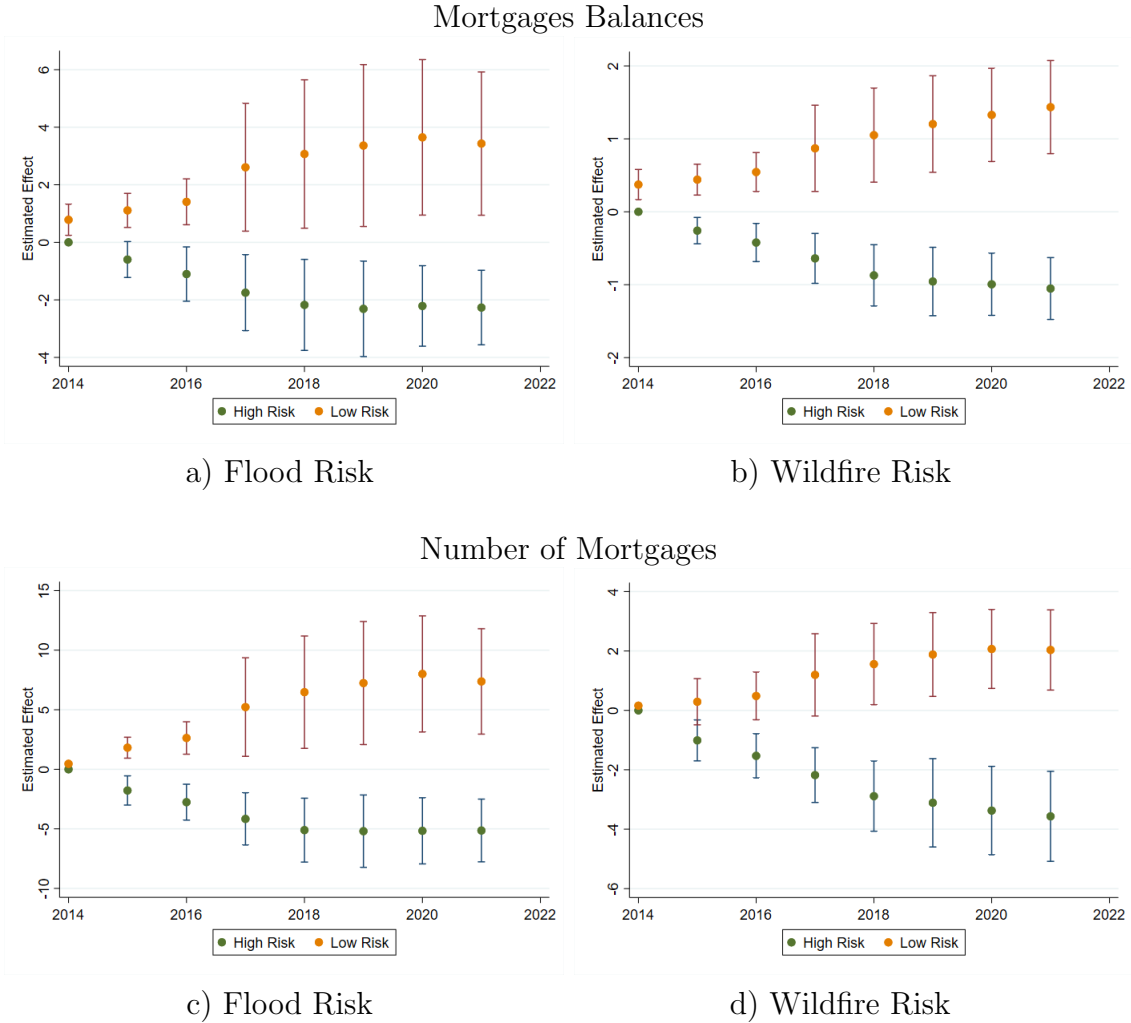 Mortgages Balances
Estimated Effect
6
4
2
0
-2
-4
2014 2016 2018 2020 2022
High Risk Low Risk
a) Flood Risk
Estimated Effect
2
1
0
-1
-2
2014 2016 2018 2020 2022
High Risk Low Risk
b) Wildfire Risk
Number of Mortgages
Estimated Effect
15
10
5
0
-5
-10
2014 2016 2018 2020 2022
High Risk Low Risk
c) Flood Risk
Estimated Effect
4
2
0
-2
-4
-6
2014 2016 2018 2020 2022
High Risk Low Risk
d) Wildfire Risk